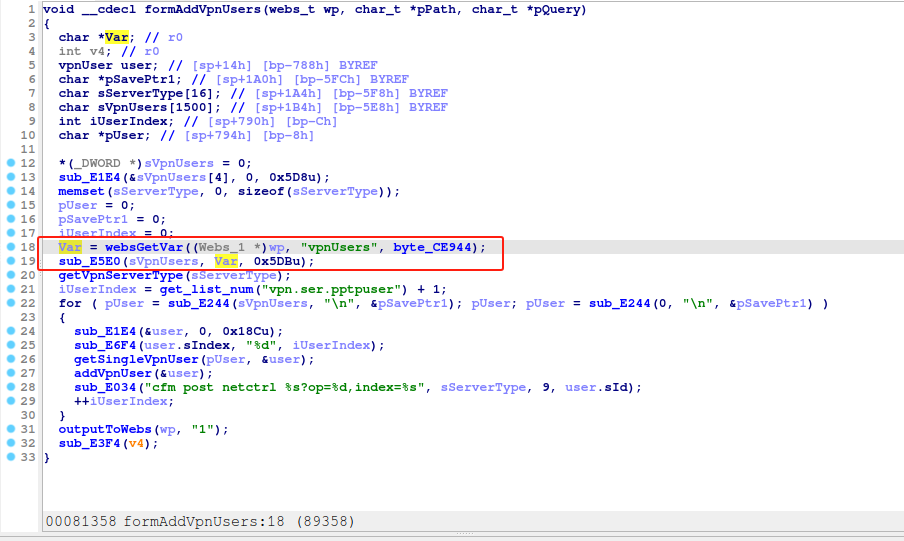 1 void __cdecl formAddVpnUsers(webs_t wp, char_t *pPath, char_t *pQuery)
2 {
3 char *Var; // r0
4 int v4; // r0
5 vpnUser user; // [sp+14h] [bp-788h] BYREF
6 char *pSavePtr1; // [sp+1A0h] [bp-5FCh] BYREF
7 char sServerType[16]; // [sp+1A4h] [bp-5F8h] BYREF
8 char sVpnUsers[1500]; // [sp+1B4h] [bp-5E8h] BYREF
9 int iUserIndex; // [sp+790h] [bp-Ch]
10 char *pUser; // [sp+794h] [bp-8h]
11
12 *(_DWORD *)sVpnUsers = 0;
13 sub_E1E4(&sVpnUsers[4], 0, 0x5D8u);
14 memset(sServerType, 0, sizeof(sServerType));
15 pUser = 0;
16 pSavePtr1 = 0;
17 iUserIndex = 0;
18 Var = websGetVar((Webs_1 *)wp, "vpnUsers", byte_CE944);
19 sub_E5E0(sVpnUsers, Var, 0x5DBu);
20 getVpnServerType(sServerType);
21 iUserIndex = get_list_num("vpn.ser.pptpuser") + 1;
22 for ( pUser = sub_E244(sVpnUsers, "\n", &pSavePtr1); pUser; pUser = sub_E244(0, "\n", &pSavePtr1) )
23 {
24 sub_E1E4(&user, 0, 0x18Cu);
25 sub_E6F4(user.sIndex, "%d", iUserIndex);
26 getSingleVpnUser(pUser, &user);
27 addVpnUser(&user);
28 sub_E034("cfm post netctrl %s?op=%d,index=%s", sServerType, 9, user.sId);
29 ++iUserIndex;
30 }
31 outputToWebs(wp, "1");
32 sub_E3F4(v4);
33 }
00081358 formAddVpnUsers:18 (89358)